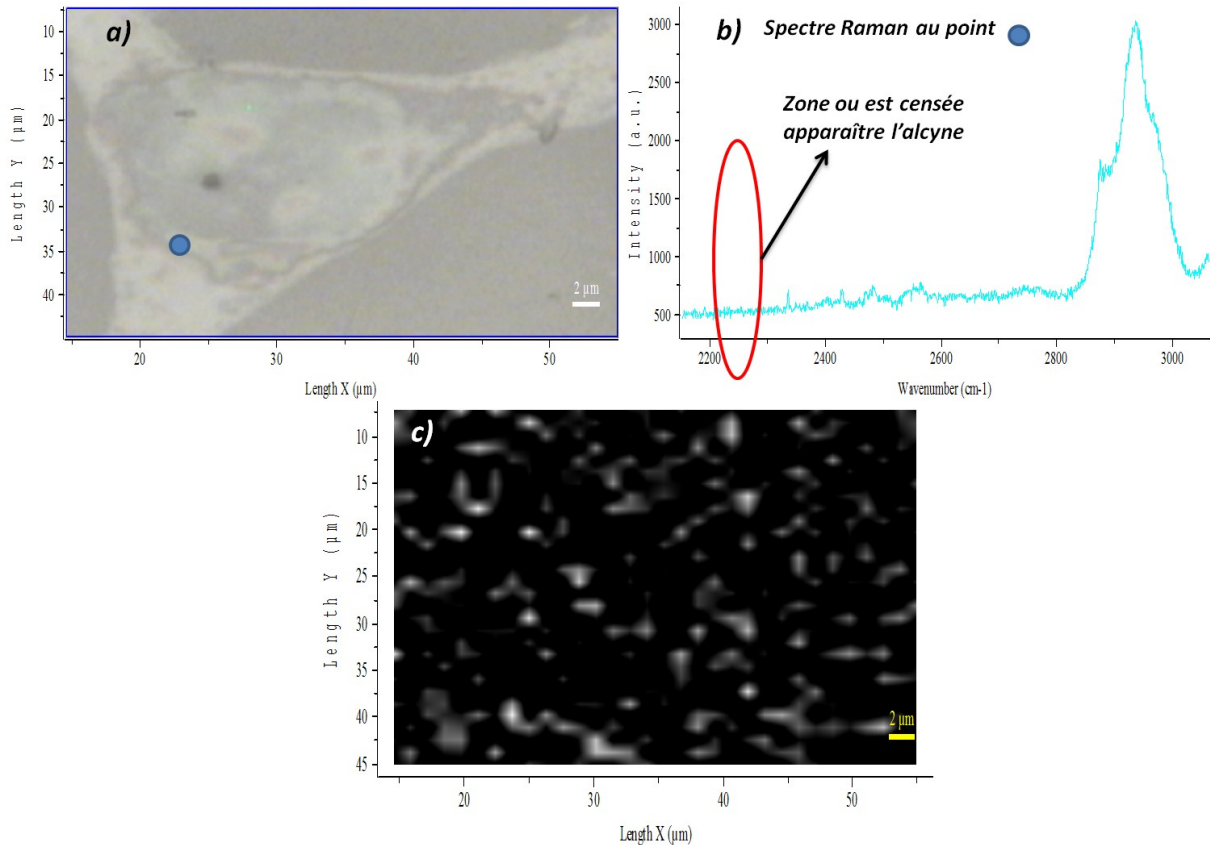 a)
10
15
20
25
30
35
40
Length Y (µm)
2 µm
20
30
40
50
Length X (µm)
b)
Spectre Raman au point
Zone ou est censée
apparaître l'alcyne
3000
2500
2000
1500
1000
500
Intensity (a.u.)
2200
2400
2600
2800
3000
Wavenumber (cm-1)
c)
10
15
20
25
30
35
40
45
Length Y (µm)
2 µm
20
30
40
50
Length X (µm)